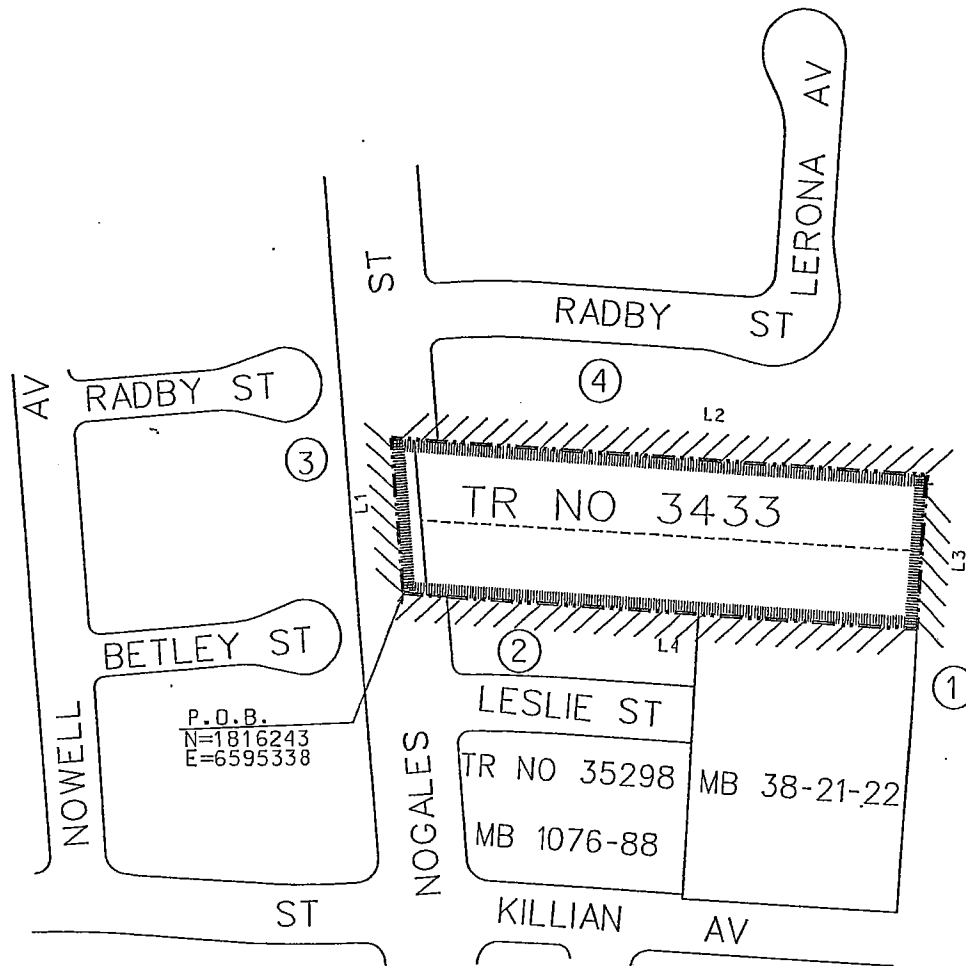 LERONA AV
ST
RADBY ST
AV
RADBY ST
4
L2
3
L1
TR NO 3433
L3
BETLEY ST
2
L4
1
LESLIE ST
P.O.B.
N=1816243
E=6595338
NOWELL
NOGALES
TR NO 35298
MB 38-21-22
MB 1076-88
ST
KILLIAN AV